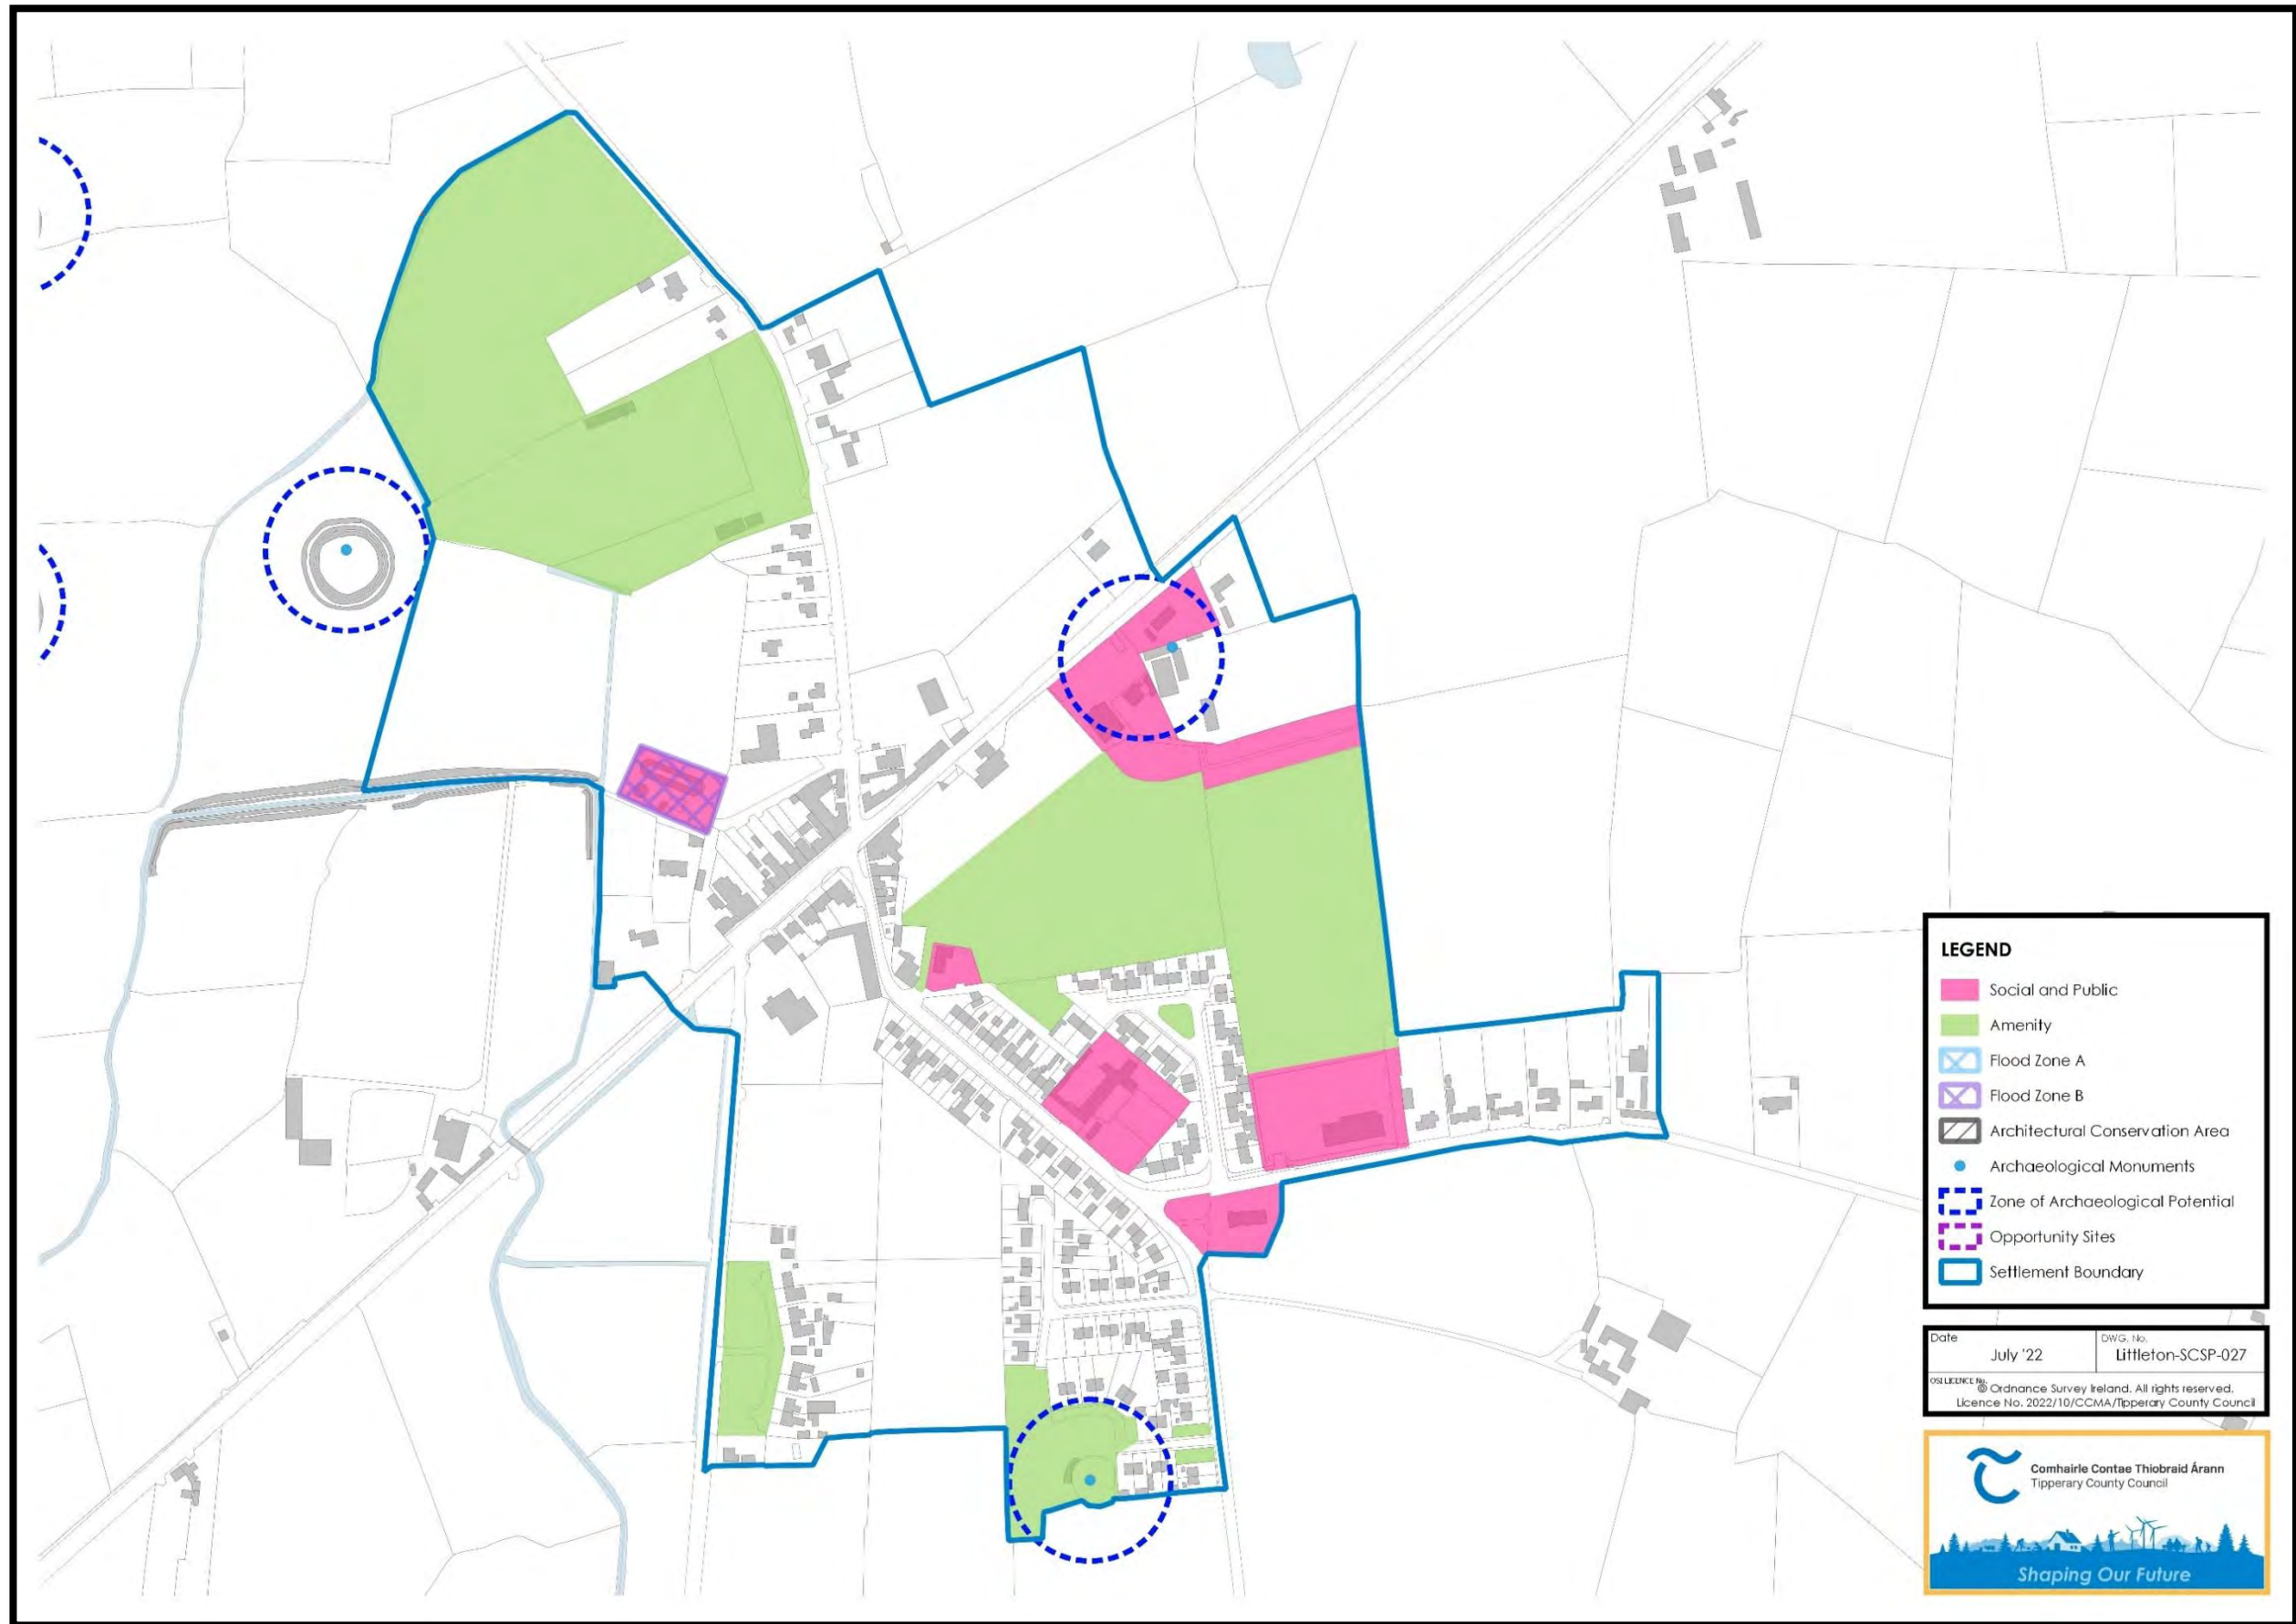 LEGEND
Social and Public
Amenity
Flood Zone A
Flood Zone B
Architectural Conservation Area
Archaeological Monuments
Zone of Archaeological Potential
Opportunity Sites
Settlement Boundary
Date
July '22
DWG. No.
Littleton-SCSP-027
OSI LICENCE No.
© Ordnance Survey Ireland. All rights reserved.
Licence No. 2022/10/CCMA/Tipperary County Council
Comhairle Contae Thiobraid Árann
Tipperary County Council
Shaping Our Future